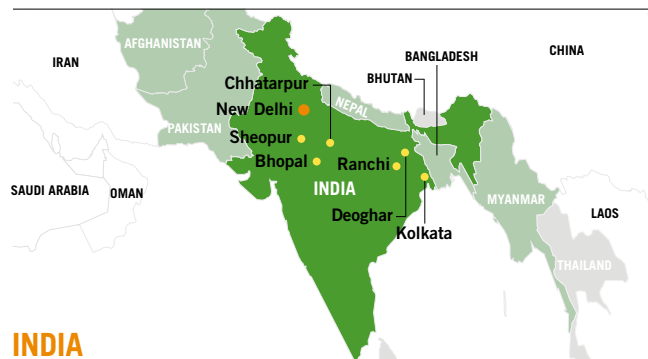 AFGHANISTAN
BANGLADESH
CHINA
IRAN
BHUTAN
Chhatarpur
NEPAL
New Delhi
PAKISTAN
Sheopur
Bhopal
Ranchi
SAUDI ARABIA
OMAN
INDIA
MYANMAR
LAOS
Deoghar
Kolkata
THAILAND
INDIA